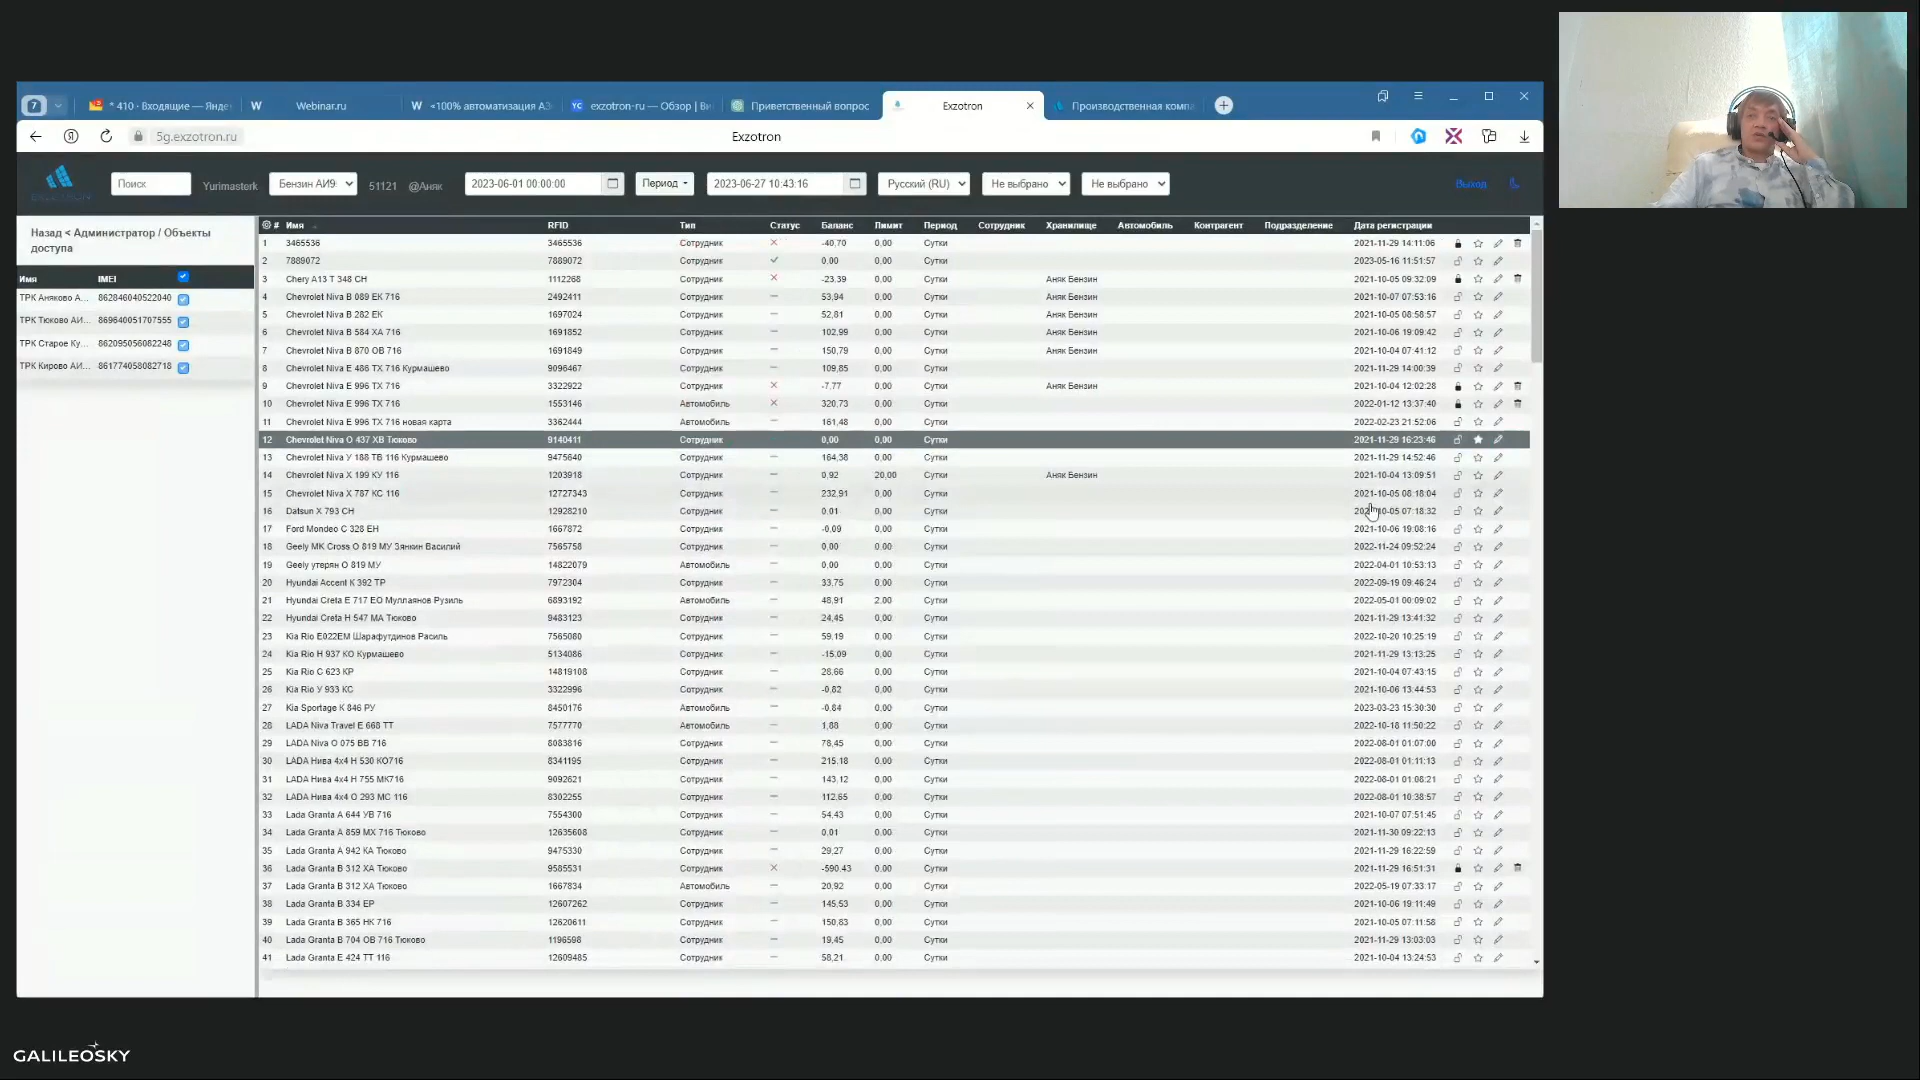 7
* 410 · Входящие — Янде
Webinar.ru
<100% автоматизация АЗ
exzotron-ru — Обзор | Ви
Приветственный вопрос
Exzotron
Производственная комп
5g.exzotron.ru
Exzotron
Поиск
Yurimasterk
Бензин АИ9
51121
@Аняк
2023-06-01 00:00:00
Период
2023-06-27 10:43:16
Русский (RU)
Не выбрано
Не выбрано
Выход
Назад < Администратор / Объекты
доступа
Имя IMEI
ТРК Аняково А... 862846040522040
ТРК Тюково АИ... 869640051707555
ТРК Старое Ку... 862095056082248
ТРК Кирово АИ... 861774058082718
# Имя RFID Тип Статус Баланс Лимит Период Сотрудник Хранилище Автомобиль Контрагент Подразделение Дата регистрации
1 3465536 3465536 Сотрудник -40,70 0,00 Сутки 2021-11-29 14:11:06
2 7889072 7889072 Сотрудник 0,00 0,00 Сутки 2023-05-16 11:51:57
3 Chery A13 T 348 CH 1112268 Сотрудник -23,39 0,00 Сутки Аняк Бензин 2021-10-05 09:32:09
4 Chevrolet Niva В 089 ЕК 716 2492411 Сотрудник — 53,94 0,00 Сутки Аняк Бензин 2021-10-07 07:53:16
5 Chevrolet Niva В 282 ЕК 1697024 Сотрудник — 52,81 0,00 Сутки Аняк Бензин 2021-10-05 08:58:57
6 Chevrolet Niva В 584 ХА 716 1691852 Сотрудник — 102,99 0,00 Сутки Аняк Бензин 2021-10-06 19:09:42
7 Chevrolet Niva В 870 ОВ 716 1691849 Сотрудник — 150,79 0,00 Сутки Аняк Бензин 2021-10-04 07:41:12
8 Chevrolet Niva Е 486 ТХ 716 Курмашево 9096467 Сотрудник — 109,85 0,00 Сутки 2021-11-29 14:00:39
9 Chevrolet Niva Е 996 ТХ 716 3322922 Сотрудник -7,77 0,00 Сутки Аняк Бензин 2021-10-04 12:02:28
10 Chevrolet Niva Е 996 ТХ 716 1553146 Автомобиль 320,73 0,00 Сутки 2022-01-12 13:37:40
11 Chevrolet Niva Е 996 ТХ 716 новая карта 3362444 Автомобиль — 161,48 0,00 Сутки 2022-02-23 21:52:06
12 Chevrolet Niva О 437 ХВ Тюково 9140411 Сотрудник 0,00 0,00 Сутки 2021-11-29 16:23:46
13 Chevrolet Niva У 188 ТВ 116 Курмашево 9475640 Сотрудник — 164,38 0,00 Сутки 2021-11-29 14:52:46
14 Chevrolet Niva Х 199 КУ 116 1203918 Сотрудник — 0,92 20,00 Сутки Аняк Бензин 2021-10-04 13:09:51
15 Chevrolet Niva Х 787 КС 116 12727343 Сотрудник — 232,91 0,00 Сутки 2021-10-05 08:18:04
16 Datsun Х 793 СН 12928210 Сотрудник — 0,01 0,00 Сутки 2021-10-05 07:18:32
17 Ford Mondeo С 328 ЕН 1667872 Сотрудник — -0,09 0,00 Сутки 2021-10-06 19:08:16
18 Geely MK Cross О 819 МУ Зянкин Василий 7565758 Сотрудник — 0,00 0,00 Сутки 2022-11-24 09:52:24
19 Geely утерян О 819 МУ 14822079 Автомобиль — 0,00 0,00 Сутки 2022-04-01 10:53:13
20 Hyundai Accent К 392 ТР 7972304 Сотрудник — 33,75 0,00 Сутки 2022-09-19 09:46:24
21 Hyundai Creta Е 717 ЕО Муллаянов Рузиль 6893192 Автомобиль — 48,91 2,00 Сутки 2022-05-01 00:09:02
22 Hyundai Creta Н 547 МА Тюково 9483123 Сотрудник — 24,45 0,00 Сутки 2021-11-29 13:41:32
23 Kia Rio Е022ЕМ Шарафутдинов Расиль 7565080 Сотрудник — 59,19 0,00 Сутки 2022-10-20 10:25:19
24 Kia Rio Н 937 КО Курмашево 5134086 Сотрудник — -15,09 0,00 Сутки 2021-11-29 13:13:25
25 Kia Rio С 623 КР 14819108 Сотрудник — 28,66 0,00 Сутки 2021-10-04 07:43:15
26 Kia Rio У 933 КС 3322996 Сотрудник — -0,82 0,00 Сутки 2021-10-06 13:44:53
27 Kia Sportage К 846 РУ 8450176 Автомобиль — -0,84 0,00 Сутки 2023-03-23 15:30:30
28 LADA Niva Travel Е 668 ТТ 7577770 Автомобиль — 1,88 0,00 Сутки 2022-10-18 11:50:22
29 LADA Niva О 075 ВВ 716 8083816 Сотрудник — 78,45 0,00 Сутки 2022-08-01 01:07:00
30 LADA Нива 4х4 Н 530 КО716 8341195 Сотрудник — 215,18 0,00 Сутки 2022-08-01 01:11:13
31 LADA Нива 4х4 Н 755 МК716 9092621 Сотрудник — 143,12 0,00 Сутки 2022-08-01 01:08:21
32 LADA Нива 4х4 О 293 МС 116 8302255 Сотрудник — 112,65 0,00 Сутки 2022-08-01 10:38:57
33 Lada Granta А 644 УВ 716 7554300 Сотрудник — 54,43 0,00 Сутки 2021-10-07 07:51:45
34 Lada Granta А 859 МХ 716 Тюково 12635608 Сотрудник — 0,01 0,00 Сутки 2021-11-30 09:22:13
35 Lada Granta А 942 КА Тюково 9475330 Сотрудник — 29,27 0,00 Сутки 2021-11-29 16:22:59
36 Lada Granta В 312 ХА Тюково 9585531 Сотрудник -590,43 0,00 Сутки 2021-11-29 16:51:31
37 Lada Granta В 312 ХА Тюково 1667834 Автомобиль — 20,92 0,00 Сутки 2022-05-19 07:33:17
38 Lada Granta В 334 ЕР 12607262 Сотрудник — 145,53 0,00 Сутки 2021-10-06 19:11:49
39 Lada Granta В 365 НК 716 12620611 Сотрудник — 150,83 0,00 Сутки 2021-10-05 07:11:58
40 Lada Granta В 704 ОВ 716 Тюково 1196598 Сотрудник — 19,45 0,00 Сутки 2021-11-29 13:03:03
41 Lada Granta Е 424 ТТ 116 12609485 Сотрудник — 58,21 0,00 Сутки 2021-10-04 13:24:53
GALILEOSKY